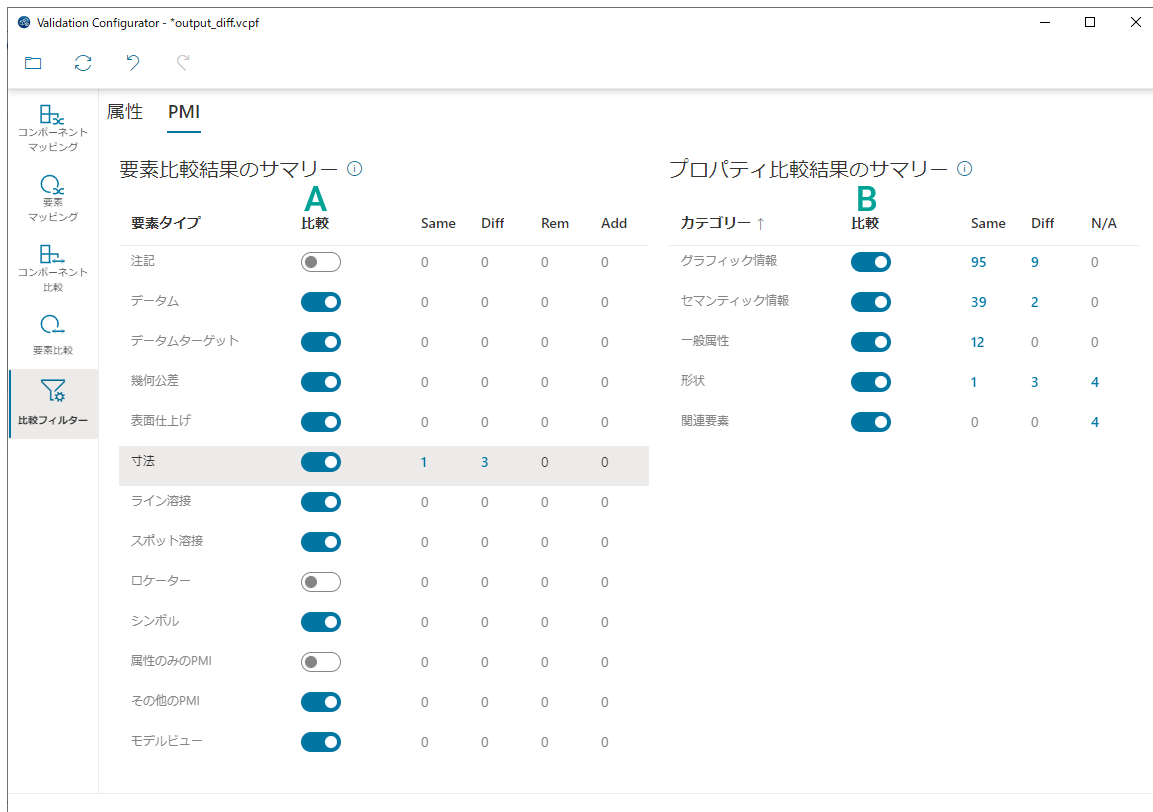 Validation Configurator - *output_diff.vcpf
コンポーネント
マッピング
要素
マッピング
コンポーネント
比較
要素比較
比較フィルター
属性 PMI
要素比較結果のサマリー
A
要素タイプ 比較 Same Diff Rem Add
注記 0 0 0 0
データム 0 0 0 0
データムターゲット 0 0 0 0
幾何公差 0 0 0 0
表面仕上げ 0 0 0 0
寸法 1 3 0 0
ライン溶接 0 0 0 0
スポット溶接 0 0 0 0
ロケーター 0 0 0 0
シンボル 0 0 0 0
属性のみのPMI 0 0 0 0
その他のPMI 0 0 0 0
モデルビュー 0 0 0 0
プロパティ比較結果のサマリー
B
カテゴリー ↑ 比較 Same Diff N/A
グラフィック情報 95 9 0
セマンティック情報 39 2 0
一般属性 12 0 0
形状 1 3 4
関連要素 0 0 4